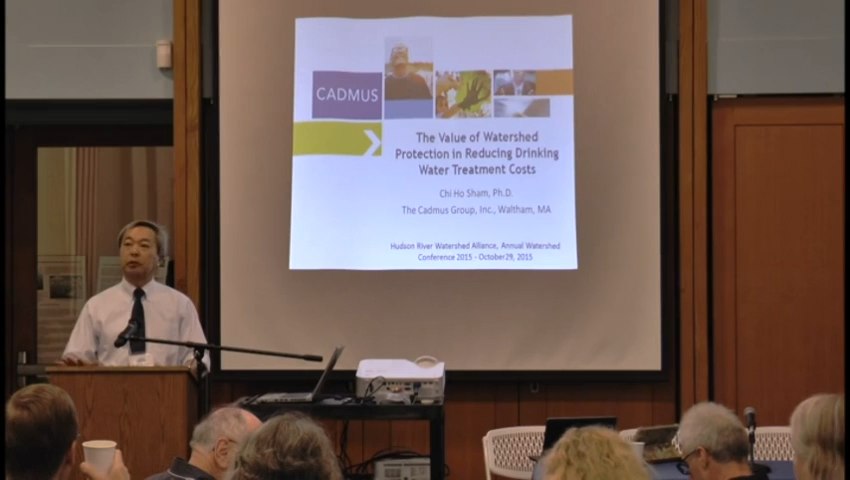 CADMUS
The Value of Watershed
Protection in Reducing Drinking
Water Treatment Costs
Chi Ho Sham, Ph.D.
The Cadmus Group, Inc., Waltham, MA
Hudson River Watershed Alliance, Annual Watershed
Conference 2015 - October29, 2015